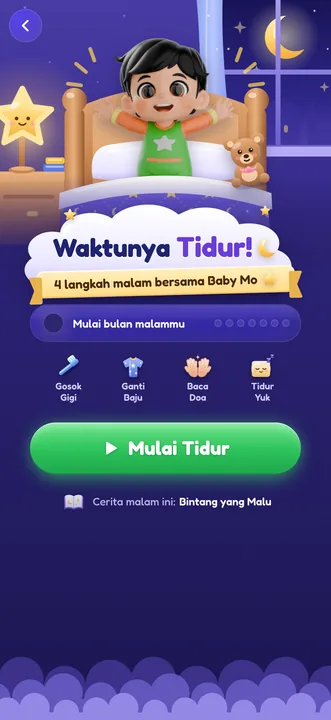 Waktunya Tidur!
4 langkah malam bersama Baby Mo
Mulai bulan malammu
Gosok Gigi
Ganti Baju
Baca Doa
Tidur Yuk
Mulai Tidur
Cerita malam ini: Bintang yang Malu